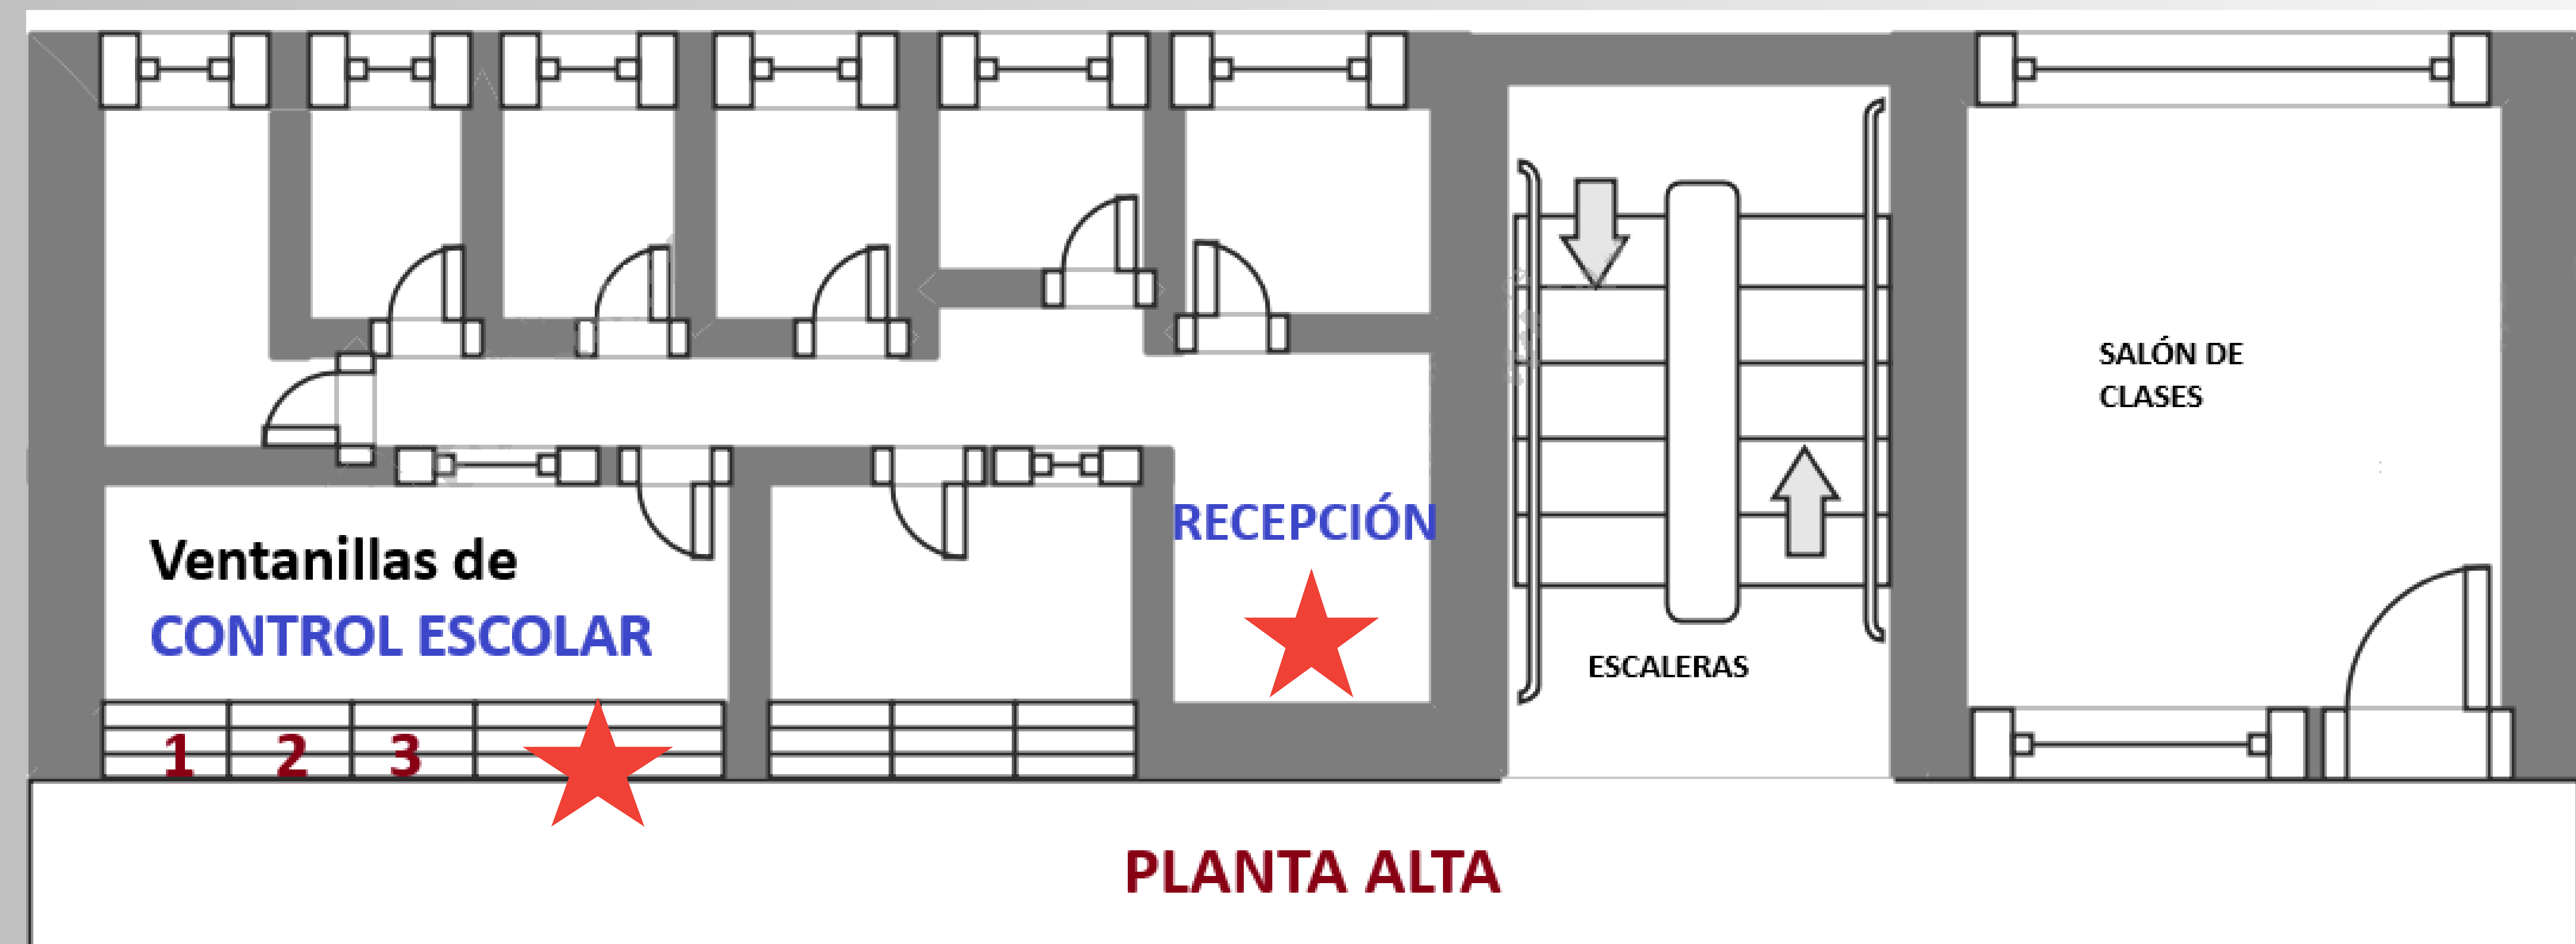 SALÓN DE
CLASES
RECEPCIÓN
Ventanillas de
CONTROL ESCOLAR
ESCALERAS
1 2 3
PLANTA ALTA